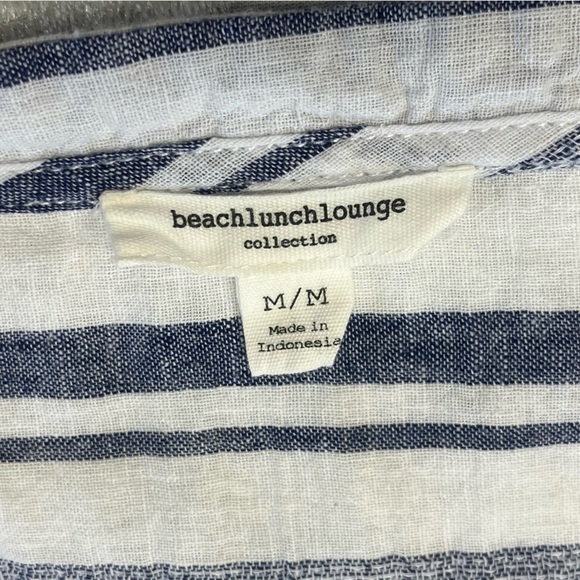 beachlunchlounge
collection
M/M
Made in
Indonesia